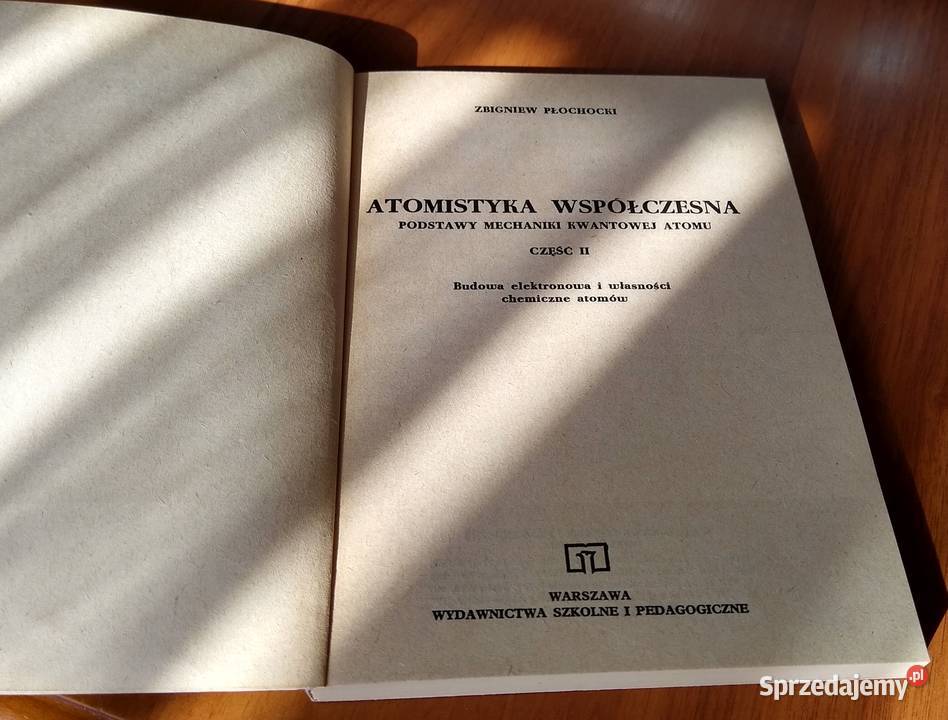 ZBIGNIEW PŁOCHOCKI
ATOMISTYKA WSPÓŁCZESNA
PODSTAWY MECHANIKI KWANTOWEJ ATOMU
CZĘŚĆ II
Budowa elektronowa i własności
chemiczne atomów
WARSZAWA
WYDAWNICTWA SZKOLNE I PEDAGOGICZNE
Sprzedajemy.pl